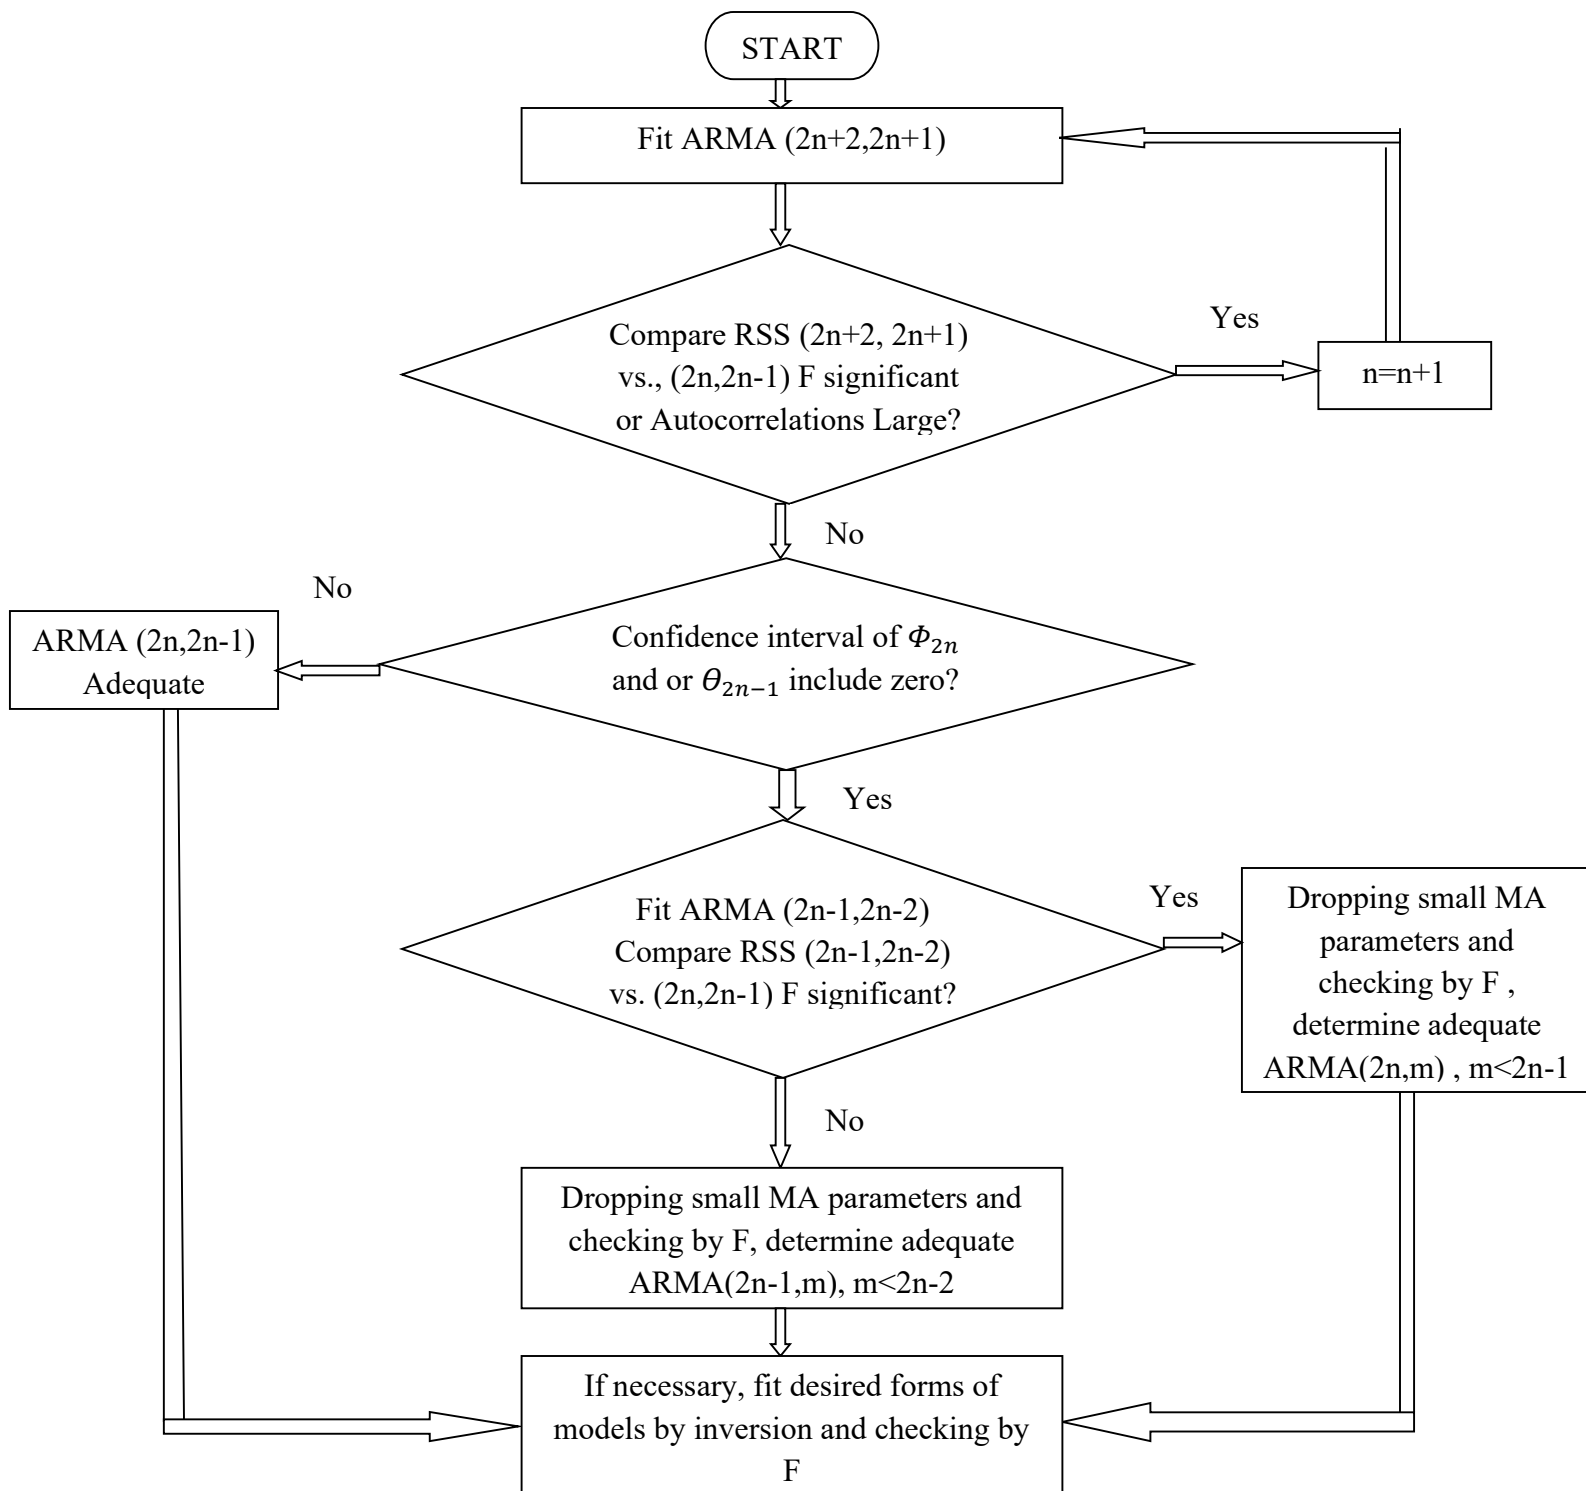 START
Fit ARMA (2n+2,2n+1)
Compare RSS (2n+2, 2n+1)
vs., (2n,2n-1) F significant
or Autocorrelations Large?
Yes
n=n+1
No
No
ARMA (2n,2n-1)
Adequate
Confidence interval of 𝛷₂ₙ
and or 𝛳₂ₙ₋₁ include zero?
Yes
Fit ARMA (2n-1,2n-2)
Compare RSS (2n-1,2n-2)
vs. (2n,2n-1) F significant?
Yes
Dropping small MA
parameters and
checking by F ,
determine adequate
ARMA(2n,m) , m<2n-1
No
Dropping small MA parameters and
checking by F, determine adequate
ARMA(2n-1,m), m<2n-2
If necessary, fit desired forms of
models by inversion and checking by
F